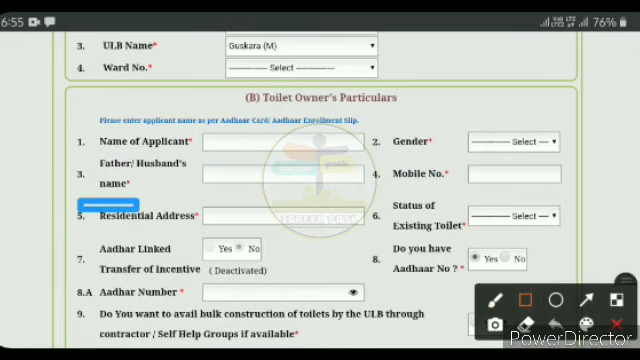 6:55 76%
3. ULB Name* Guskara (M)
4. Ward No.* --------------- Select ---------------
(B) Toilet Owner's Particulars
Please enter applicant name as per Aadhaar Card/ Aadhaar Enrollment Slip.
1. Name of Applicant* 2. Gender* --------------- Select ----
3. Father/ Husband's name* 4. Mobile No.*
5. Residential Address* 6. Status of Existing Toilet* --------------- Select ----
7. Aadhar Linked Transfer of Incentive Yes No (Deactivated) 8. Do you have Aadhaar No ? * Yes No
8.A Aadhar Number *
9. Do You want to avail bulk construction of toilets by the ULB through
contractor / Self Help Groups if available*
PowerDirector